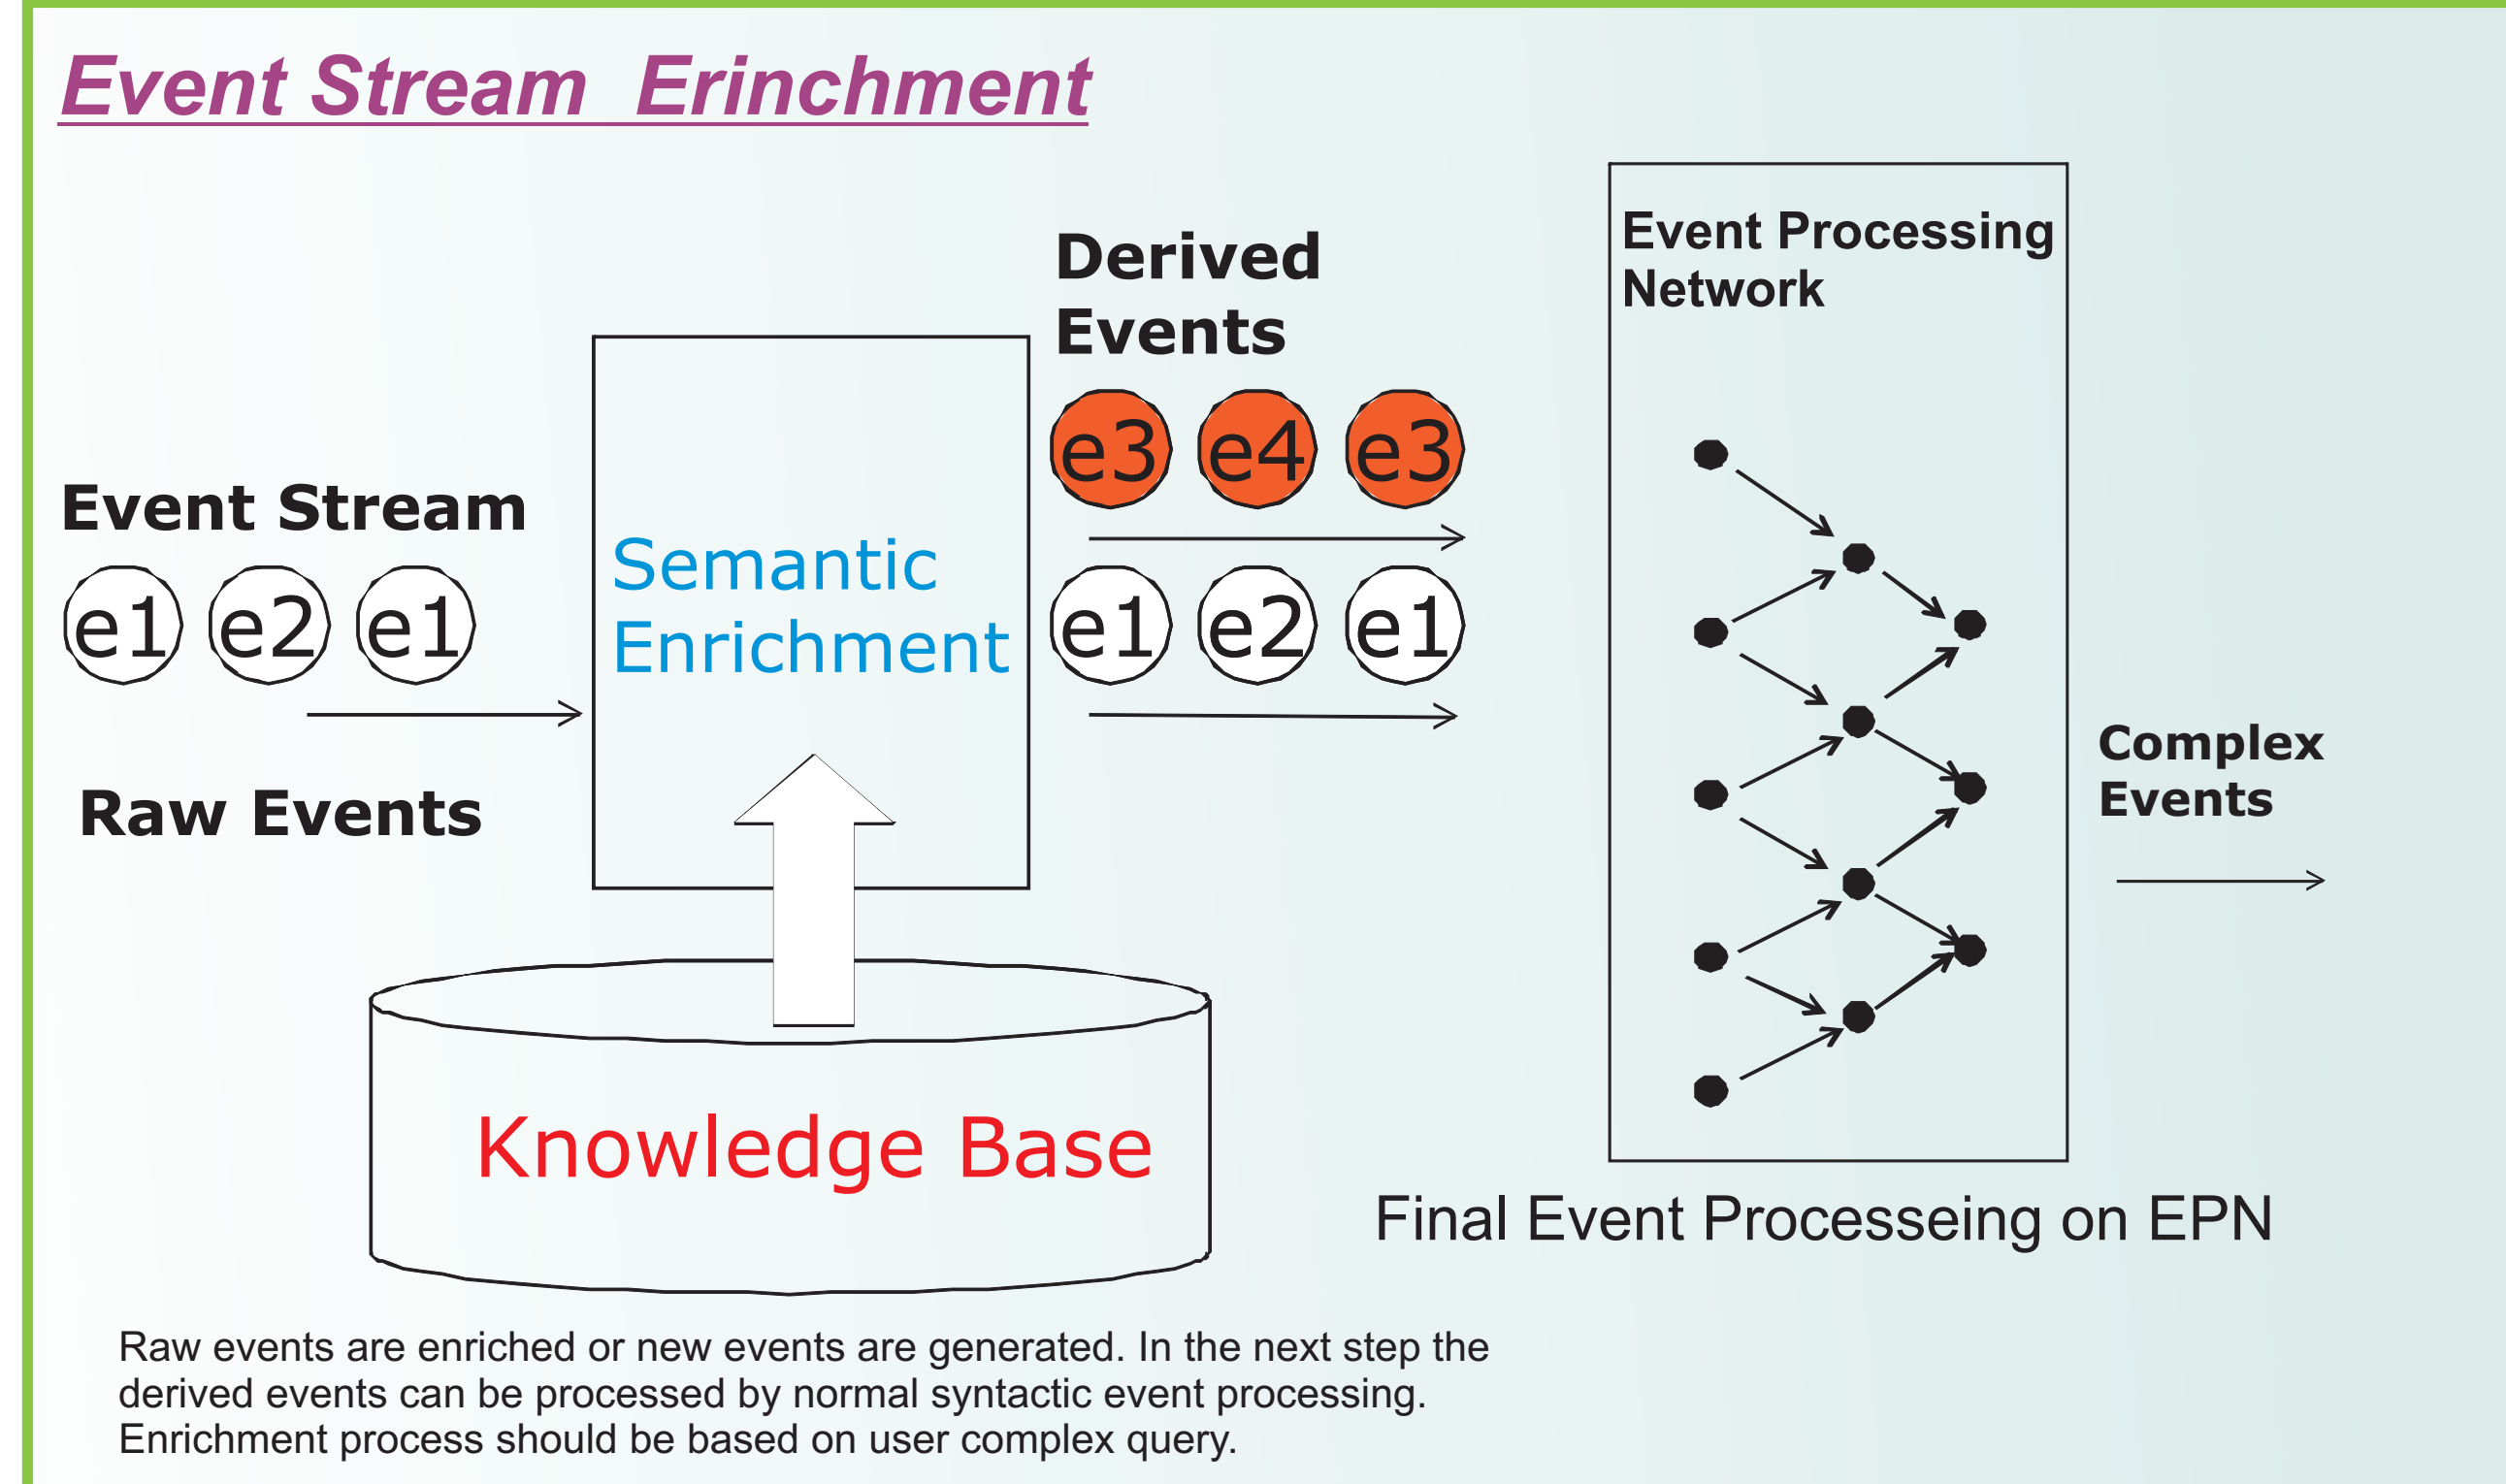 Event Stream  Erinchment
Event Stream
e1 e2 e1
Raw Events
Semantic
Enrichment
Knowledge Base
Derived
Events
e3 e4 e3
e1 e2 e1
Event Processing
Network
Complex
Events
Final Event Processeing on EPN
Raw events are enriched or new events are generated. In the next step the
derived events can be processed by normal syntactic event processing.
Enrichment process should be based on user complex query.